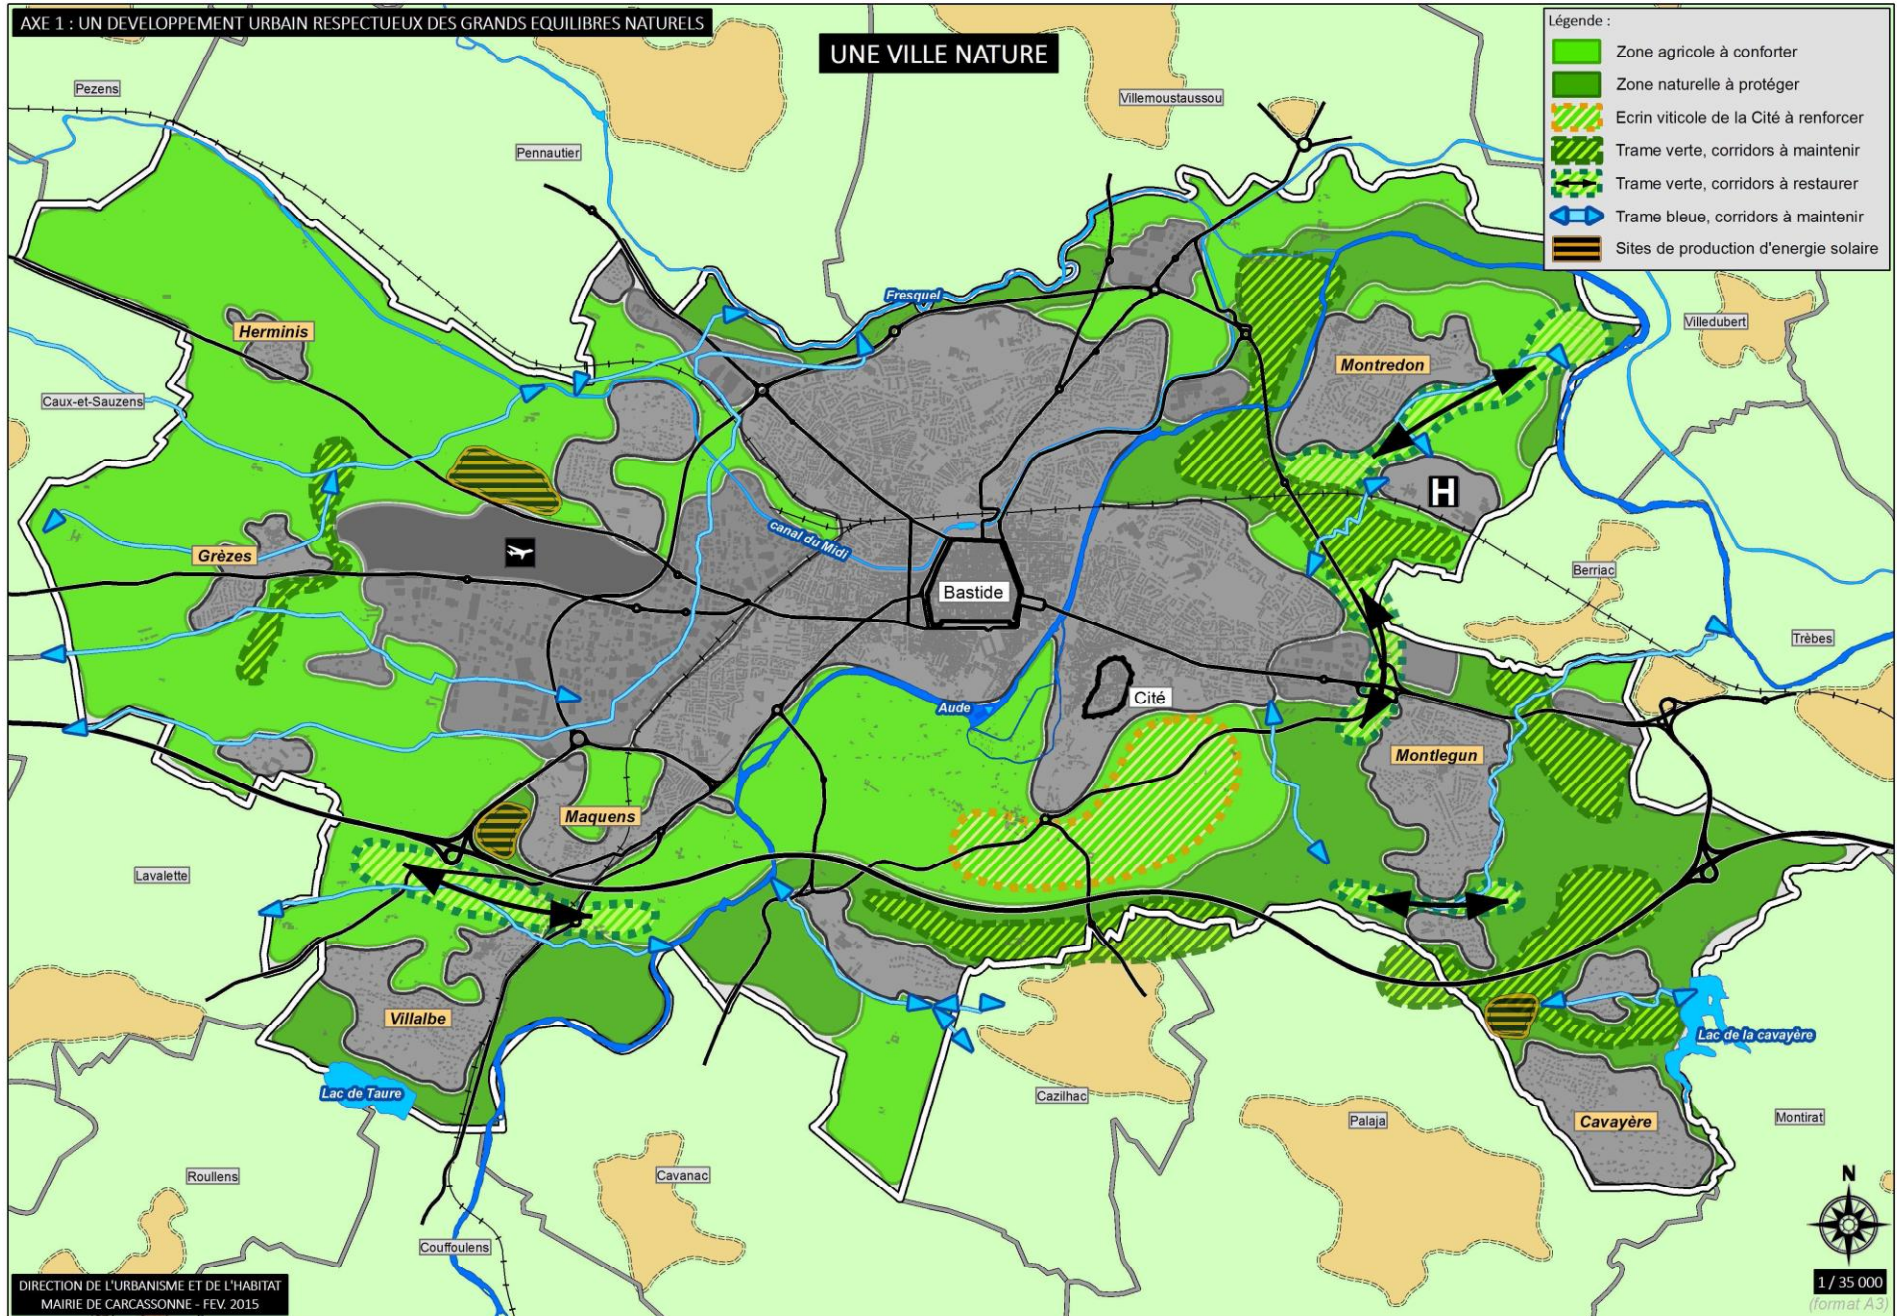 AXE 1 : UN DEVELOPPEMENT URBAIN RESPECTUEUX DES GRANDS EQUILIBRES NATURELS
UNE VILLE NATURE
Légende :
Zone agricole à conforter
Zone naturelle à protéger
Ecrin viticole de la Cité à renforcer
Trame verte, corridors à maintenir
Trame verte, corridors à restaurer
Trame bleue, corridors à maintenir
Sites de production d'energie solaire
Pezens
Villemoustaussou
Pennautier
Fresquel
Herminis
Villedubert
Montredon
Caux-et-Sauzens
H
canal du Midi
Grèzes
Berriac
Bastide
Trèbes
Cité
Aude
Montlegun
Maquens
Lavalette
Villalbe
Lac de la cavayère
Lac de Taure
Cazilhac
Palaja
Cavayère
Montirat
Roullens
Cavanac
N
Couffoulens
DIRECTION DE L'URBANISME ET DE L'HABITAT
MAIRIE DE CARCASSONNE - FEV. 2015
1 / 35 000
(format A3)